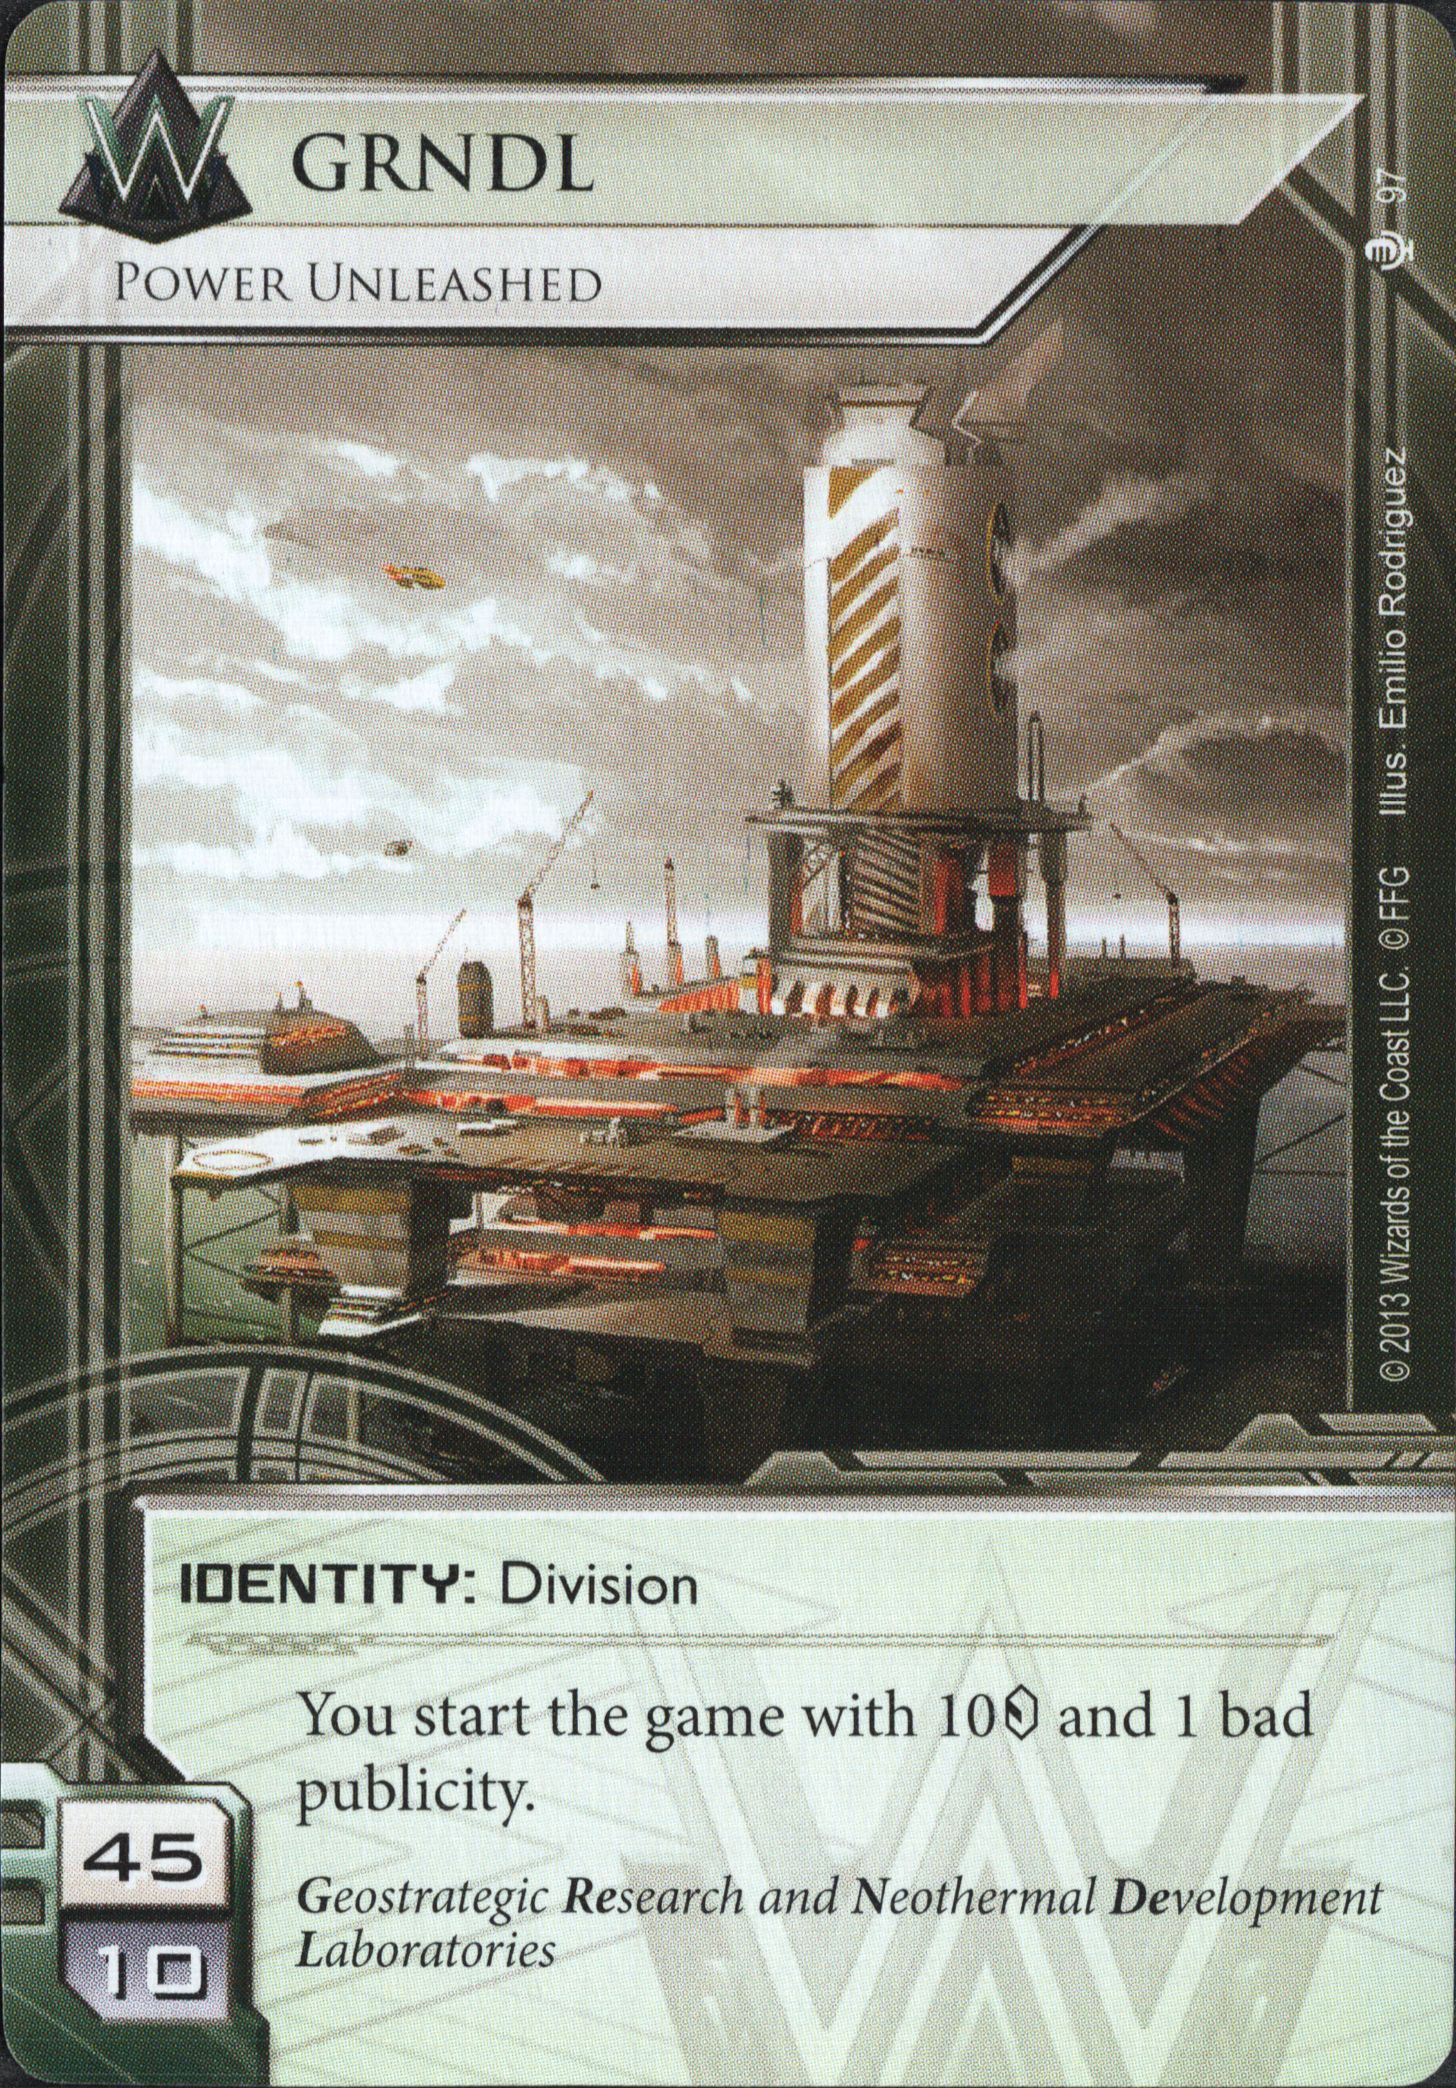 W GRNDL
Power Unleashed
97
Illus. Emilio Rodriguez
© 2013 Wizards of the Coast LLC. © FFG
IDENTITY: Division
You start the game with 10 and 1 bad
publicity.
45
10
Geostrategic Research and Neothermal Development
Laboratories